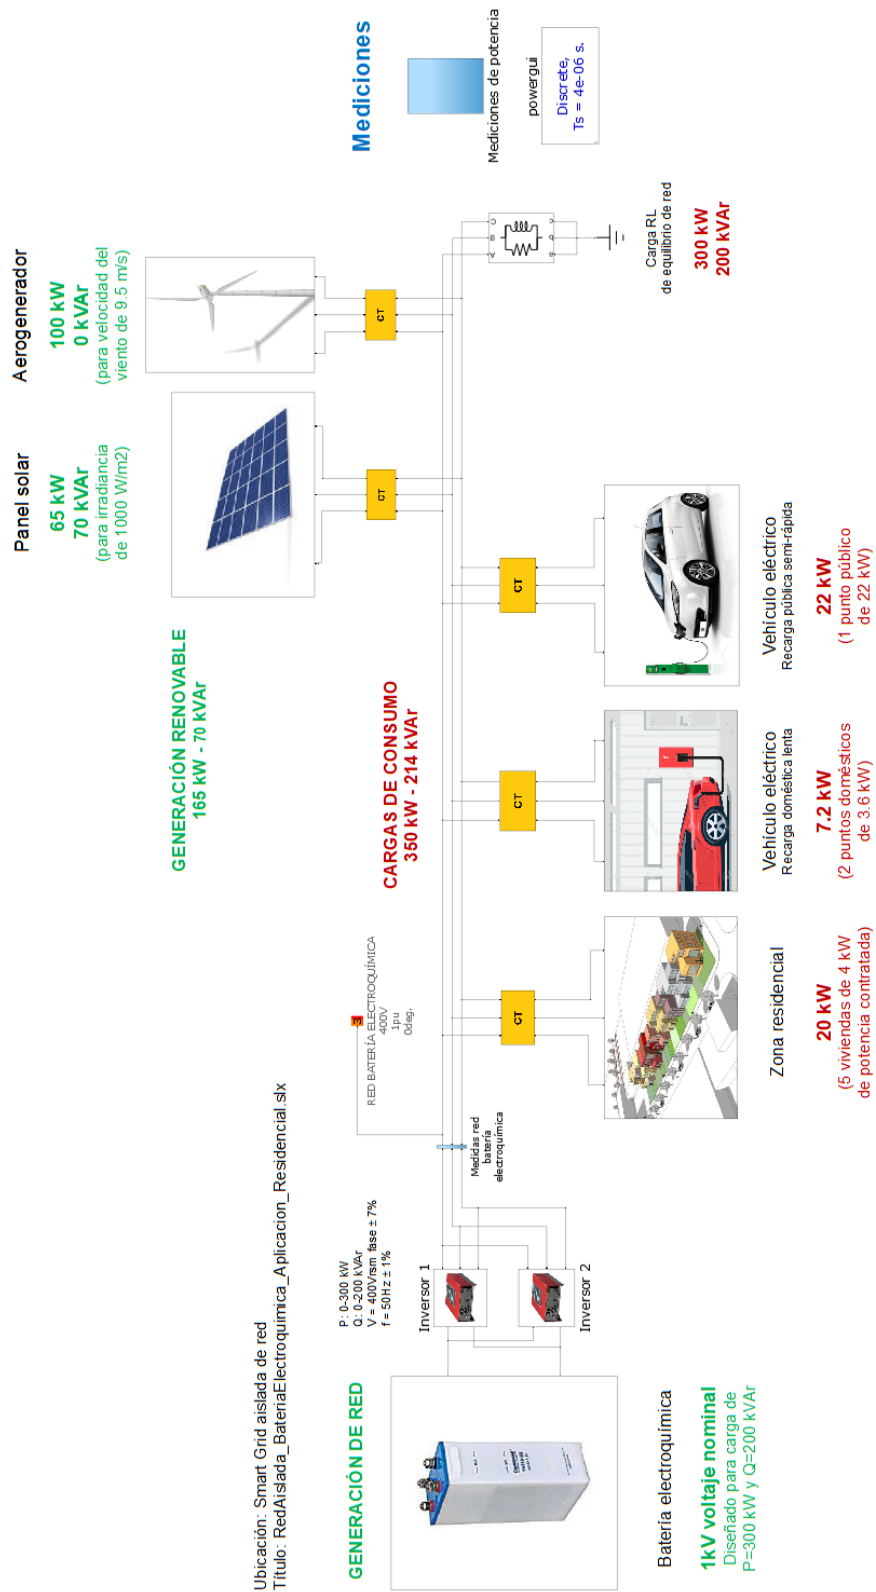 Ubicación: Smart Grid aislada de red
Título: RedAislada_BateriaElectroquimica_Aplicacion_Residencial.slx
GENERACIÓN DE RED
P: 0-300 kW
Q: 0-200 kVAr
V = 400Vrsm fase ± 7%
f = 50Hz ± 1%
Inversor 1
Inversor 2
Batería electroquímica
1kV voltaje nominal
Diseñado para carga de
P=300 kW y Q=200 kVAr
Medidas red
batería
electroquímica
3
RED BATERÍA ELECTROQUÍMICA
400V
1pu
0deg.
GENERACIÓN RENOVABLE
165 kW - 70 kVAr
Panel solar
65 kW
70 kVAr
(para irradiancia
de 1000 W/m2)
Aerogenerador
100 kW
0 kVAr
(para velocidad del
viento de 9.5 m/s)
CT
CT
CARGAS DE CONSUMO
350 kW - 214 kVAr
CT
CT
CT
Zona residencial
20 kW
(5 viviendas de 4 kW
de potencia contratada)
Vehículo eléctrico
Recarga doméstica lenta
7.2 kW
(2 puntos domésticos
de 3.6 kW)
Vehículo eléctrico
Recarga pública semi-rápida
22 kW
(1 punto público
de 22 kW)
A B C
Carga RL
de equilibrio de red
300 kW
200 kVAr
Mediciones
Mediciones de potencia
powergui
Discrete,
Ts = 4e-06 s.